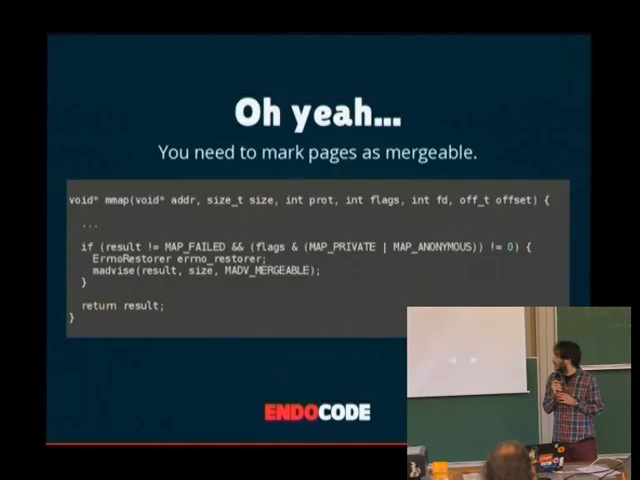 Oh yeah...
You need to mark pages as mergeable.
void* mmap(void* addr, size_t size, int prot, int flags, int fd, off_t offset) {
...
if (result != MAP_FAILED && (flags & (MAP_PRIVATE | MAP_ANONYMOUS)) != 0) {
ErrnoRestorer errno_restorer;
madvise(result, size, MADV_MERGEABLE);
}
return result;
}
ENDOCODE